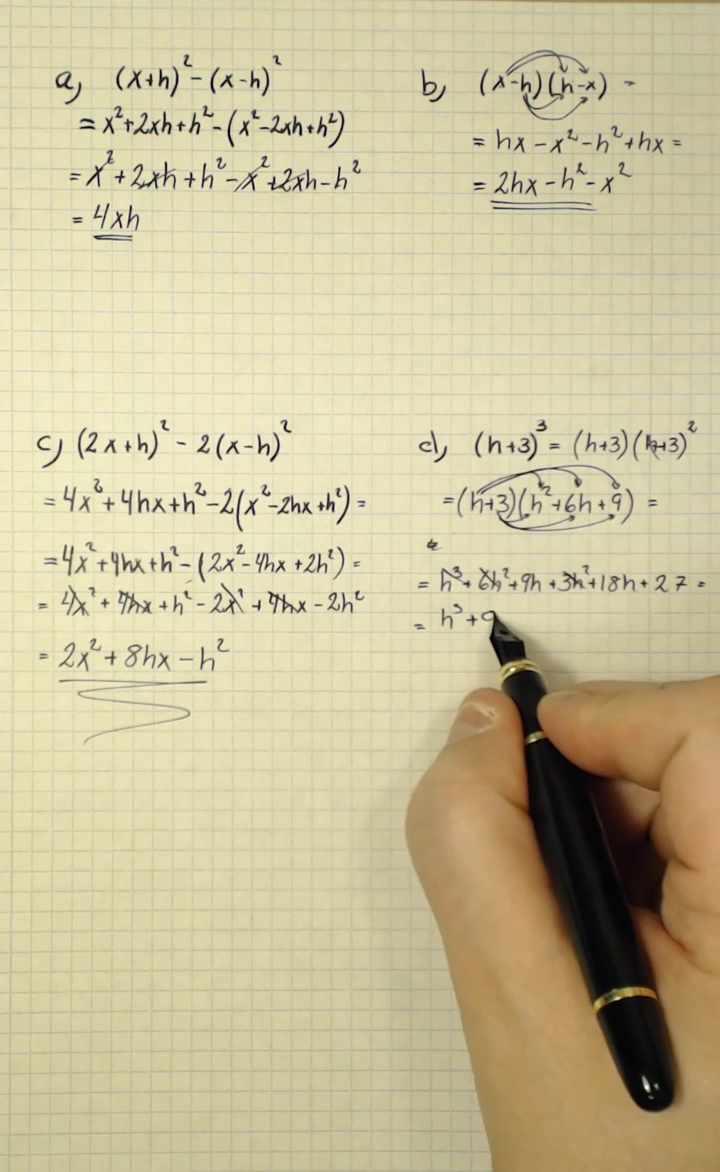 a) (x+h)² - (x-h)²
= x²+2xh+h² - (x²-2xh+h²)
= x²+2xh+h²-x²+2xh-h²
= 4xh
b) (x-h)(h-x) =
= hx - x² - h² + hx =
= 2hx - h² - x²
c) (2x+h)² - 2(x-h)²
= 4x²+4hx+h²-2(x²-2hx+h²) =
= 4x²+4hx+h²-(2x²-4hx+2h²) =
= 4x²+4hx+h²-2x²+4hx-2h²
= 2x²+8hx-h²
d) (h+3)³ = (h+3)(h+3)²
= (h+3)(h²+6h+9) =
= h³+6h²+9h+3h²+18h+27 =
= h³+9